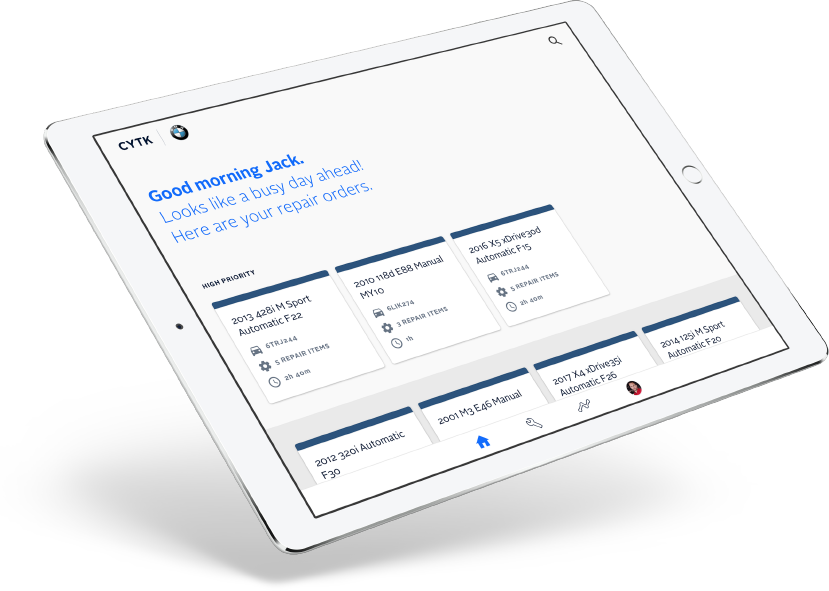 CYTK
Good morning Jack.
Looks like a busy day ahead!
Here are your repair orders.
HIGH PRIORITY
2013 428i M Sport
Automatic F22
6TRJ244
5 REPAIR ITEMS
2h 40m
2010 118d E88 Manual
MY10
6LIK274
3 REPAIR ITEMS
1h
2016 X5 xDrive30d
Automatic F15
6TRJ244
5 REPAIR ITEMS
2h 40m
2012 320i Automatic
F30
2001 M3 E46 Manual
2017 X4 xDrive35i
Automatic F26
2014 125i M Sport
Automatic F20